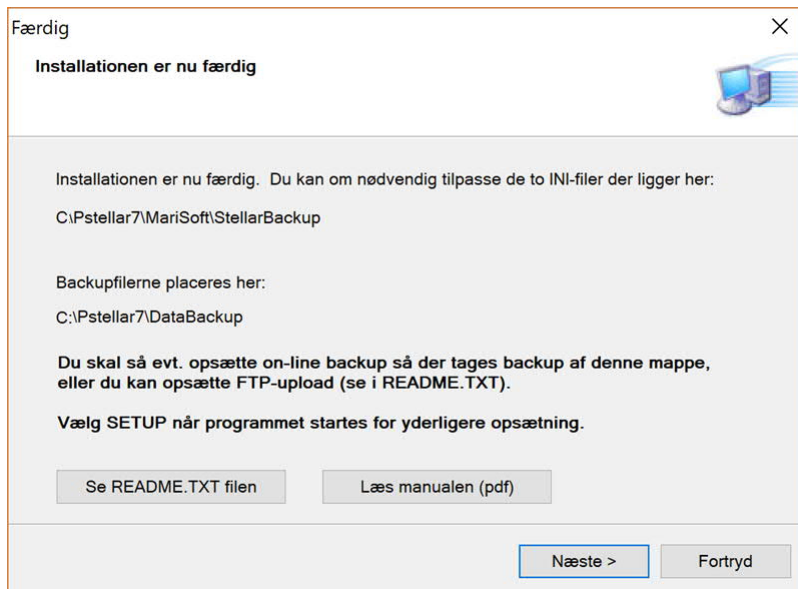 Færdig
Installationen er nu færdig
Installationen er nu færdig.  Du kan om nødvendig tilpasse de to INI-filer der ligger her:
C:\Pstellar7\MariSoft\StellarBackup
Backupfilerne placeres her:
C:\Pstellar7\DataBackup
Du skal så evt. opsætte on-line backup så der tages backup af denne mappe,
eller du kan opsætte FTP-upload (se i README.TXT).
Vælg SETUP når programmet startes for yderligere opsætning.
Se README.TXT filen
Læs manualen (pdf)
Næste >
Fortryd